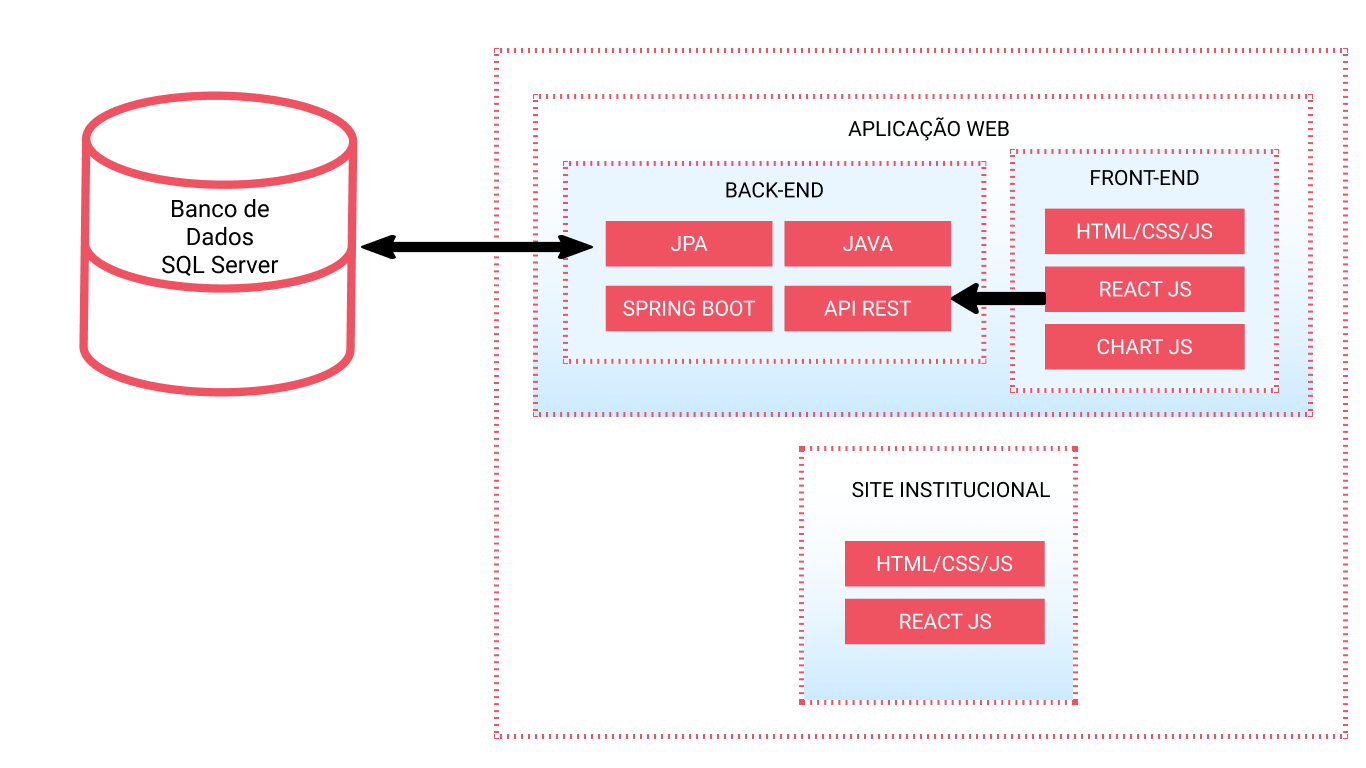 Banco de
Dados
SQL Server
APLICAÇÃO WEB
BACK-END
JPA
JAVA
SPRING BOOT
API REST
FRONT-END
HTML/CSS/JS
REACT JS
CHART JS
SITE INSTITUCIONAL
HTML/CSS/JS
REACT JS